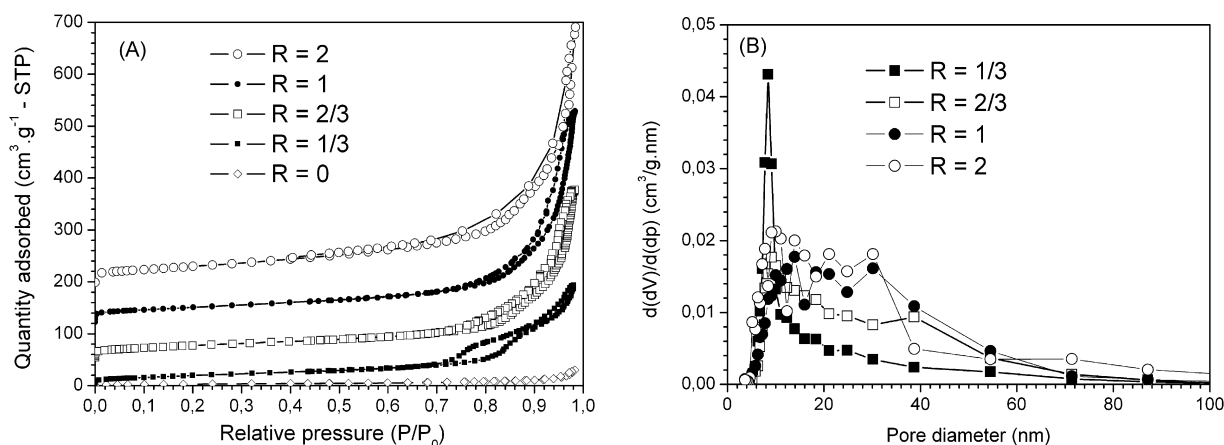 (A)
R = 2
R = 1
R = 2/3
R = 1/3
R = 0
Quantity adsorbed (cm³.g⁻¹ - STP)
700
600
500
400
300
200
100
0
0,0 0,1 0,2 0,3 0,4 0,5 0,6 0,7 0,8 0,9 1,0
Relative pressure (P/P₀)
(B)
R = 1/3
R = 2/3
R = 1
R = 2
d(dV)/d(dp) (cm³/g.nm)
0,05
0,04
0,03
0,02
0,01
0,00
0 20 40 60 80 100
Pore diameter (nm)